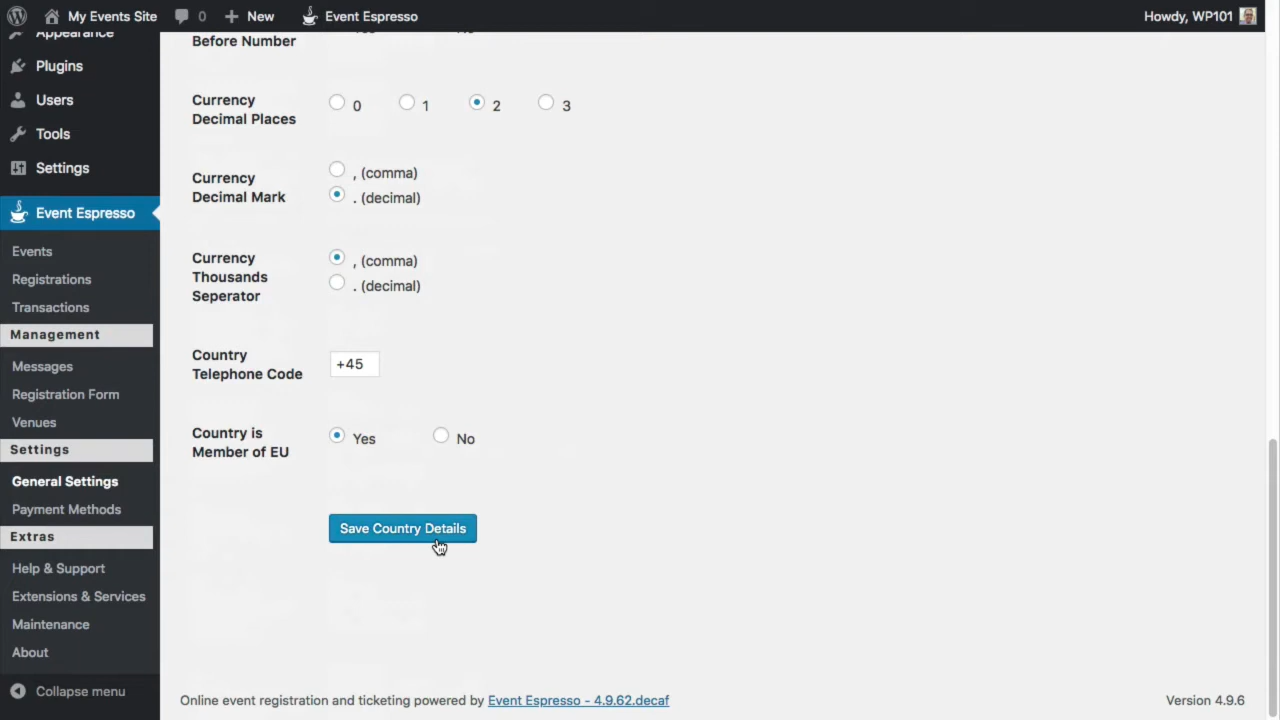 My Events Site 0 New Event Espresso Howdy, WP101
Appearance
Plugins
Users
Tools
Settings
Event Espresso
Events
Registrations
Transactions
Management
Messages
Registration Form
Venues
Settings
General Settings
Payment Methods
Extras
Help & Support
Extensions & Services
Maintenance
About
Collapse menu
Before Number
Yes No
Currency
Decimal Places
0 1 2 3
Currency
Decimal Mark
, (comma)
. (decimal)
Currency
Thousands
Seperator
, (comma)
. (decimal)
Country
Telephone Code
+45
Country is
Member of EU
Yes No
Save Country Details
Online event registration and ticketing powered by Event Espresso - 4.9.62.decaf
Version 4.9.6